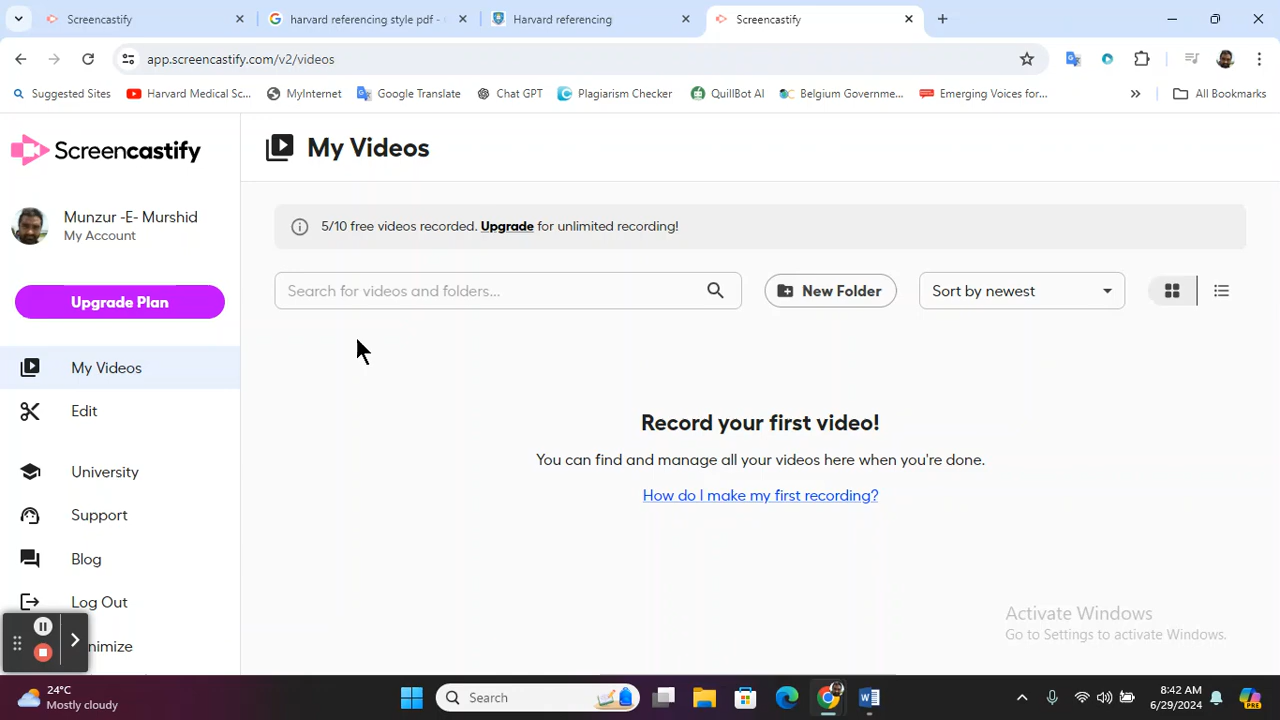 Screencastify
harvard referencing style pdf -
Harvard referencing
Screencastify
app.screencastify.com/v2/videos
Suggested Sites
Harvard Medical Sc...
MyInternet
Google Translate
Chat GPT
Plagiarism Checker
QuillBot AI
Belgium Governme...
Emerging Voices for...
All Bookmarks
Screencastify
My Videos
Munzur -E- Murshid
My Account
5/10 free videos recorded. Upgrade for unlimited recording!
Upgrade Plan
Search for videos and folders...
New Folder
Sort by newest
My Videos
Edit
University
Support
Blog
Log Out
nimize
Record your first video!
You can find and manage all your videos here when you're done.
How do I make my first recording?
Activate Windows
Go to Settings to activate Windows.
24°C
Mostly cloudy
Search
8:42 AM
6/29/2024